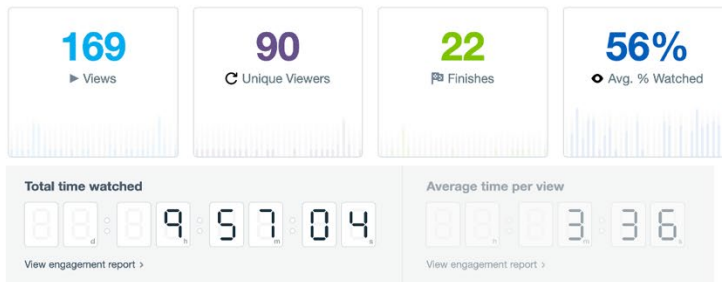 169
Views
90
Unique Viewers
22
Finishes
56%
Avg. % Watched
Total time watched
d : 9 h : 57 m : 04 s
View engagement report >
Average time per view
h : 3 m : 36 s
View engagement report >